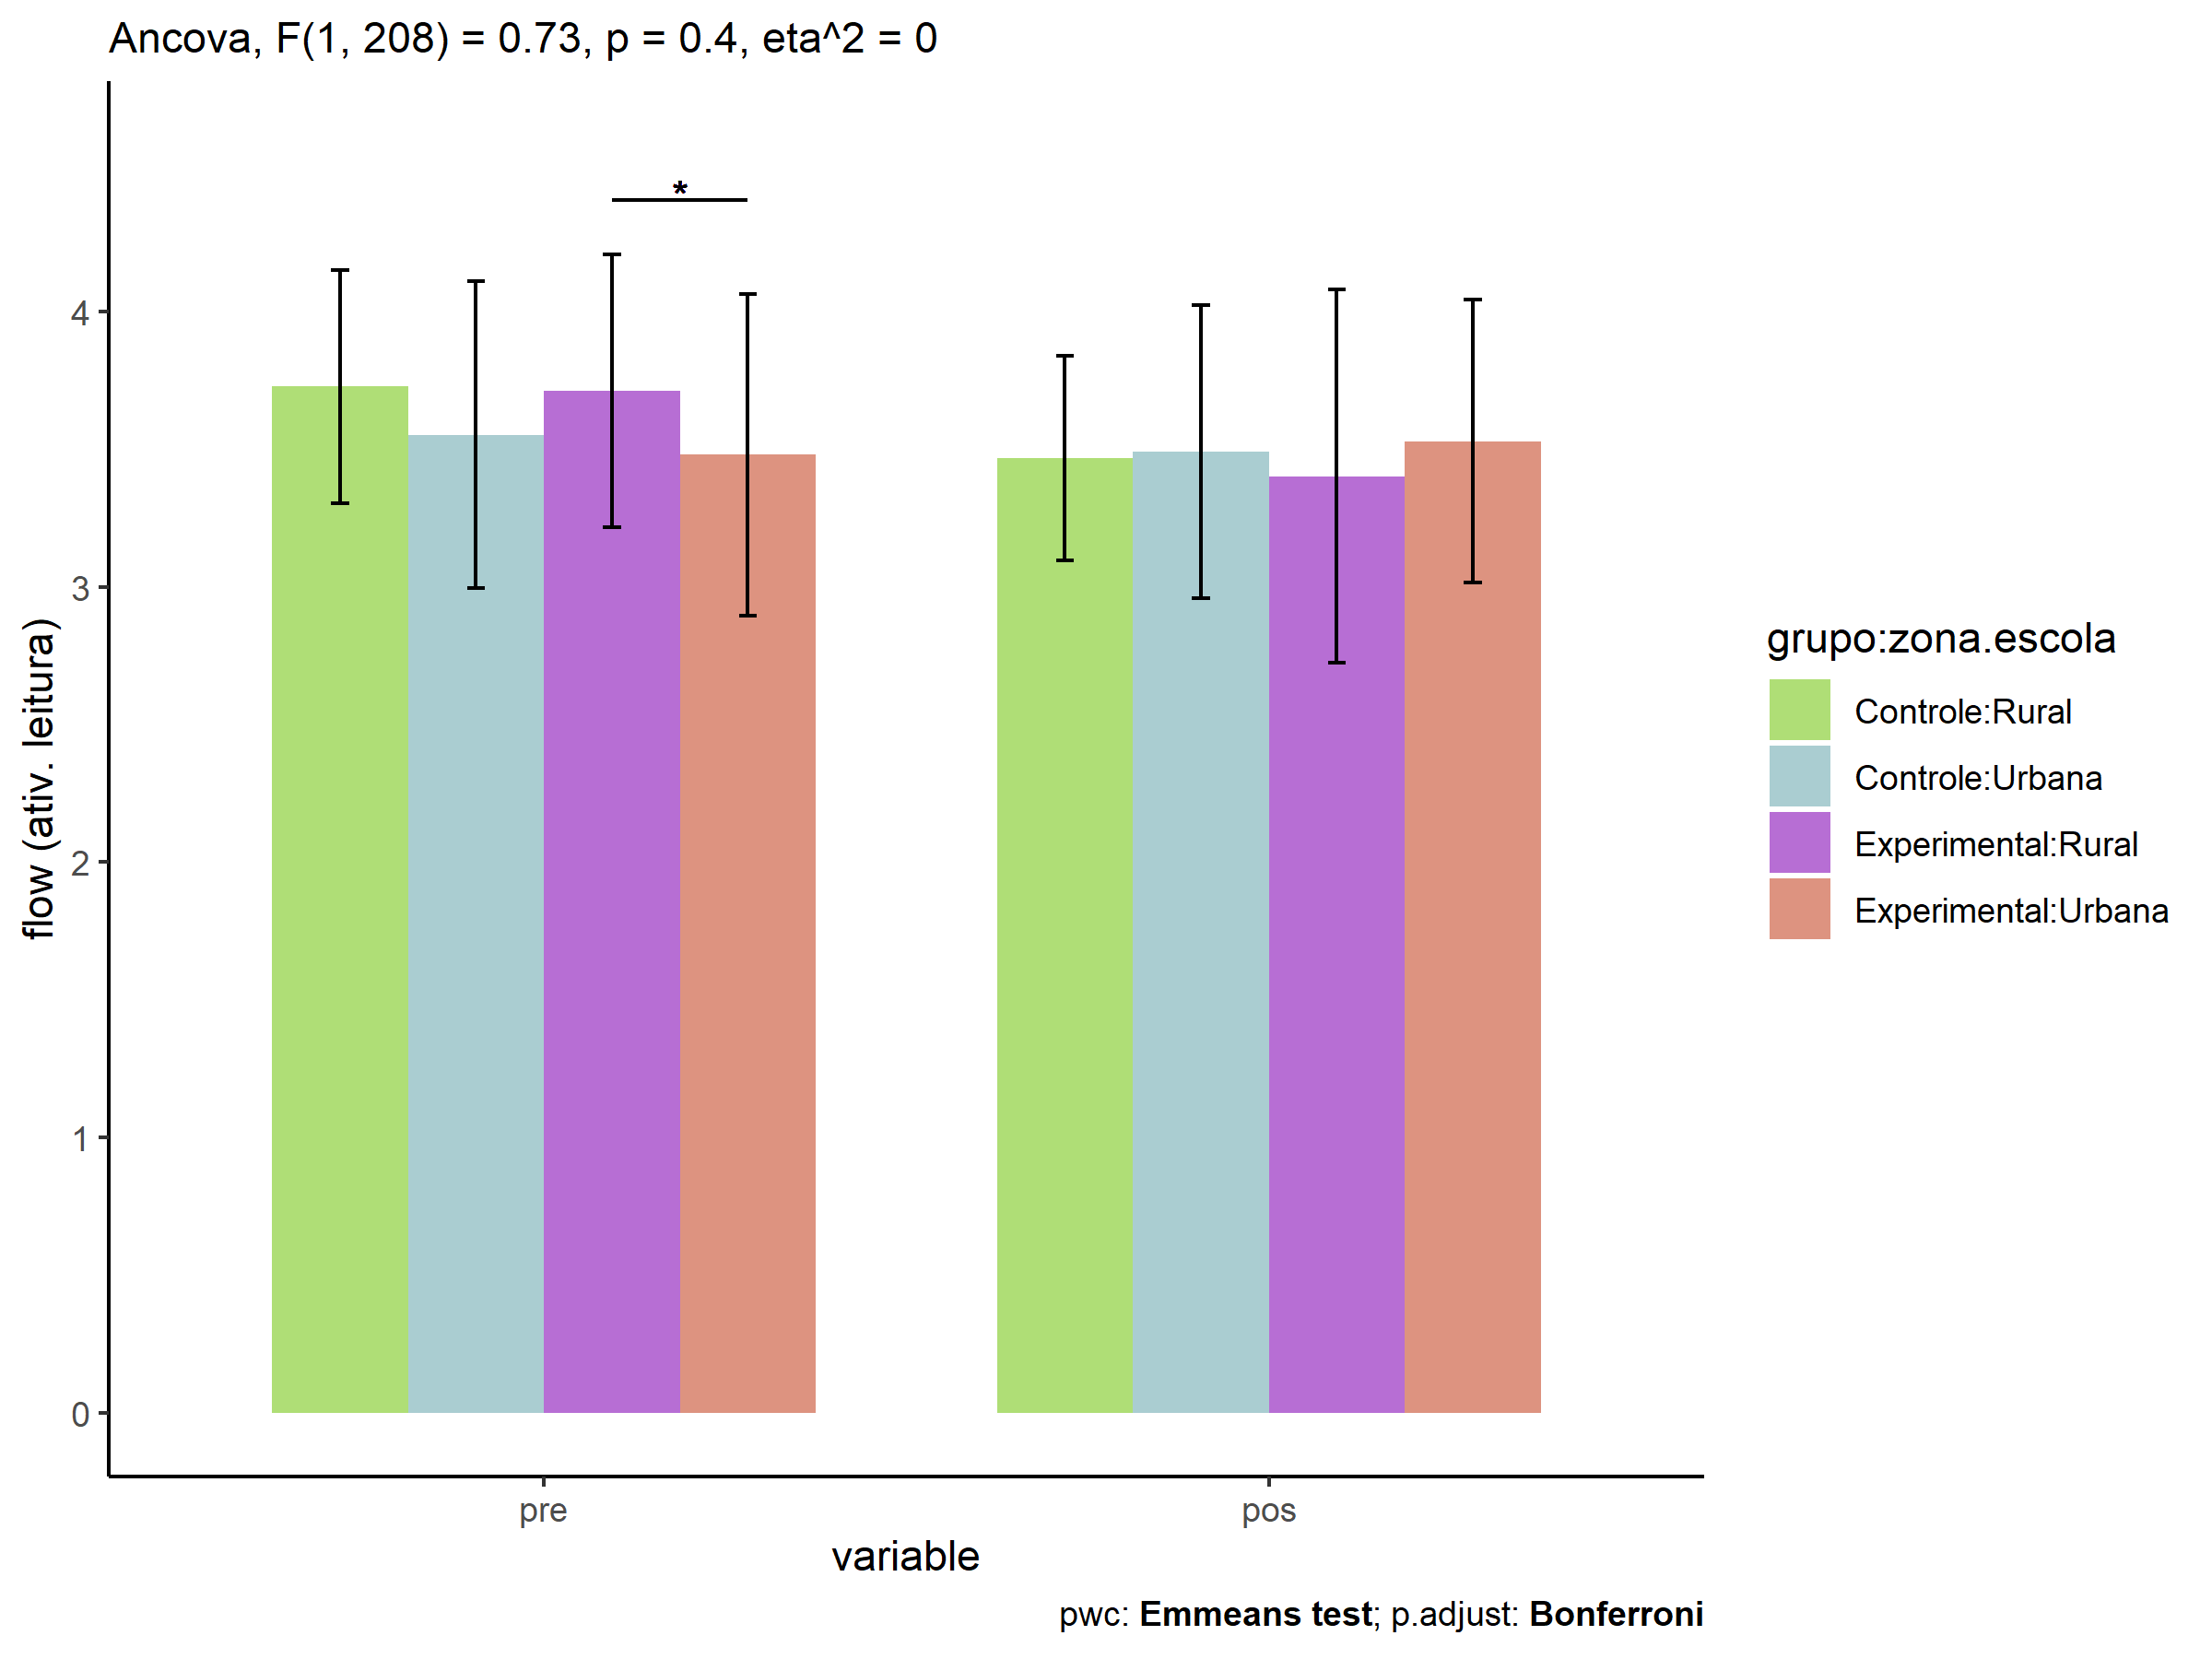 Ancova, F(1, 208) = 0.73, p = 0.4, eta^2 = 0
*
4
3
2
1
0
flow (ativ. leitura)
pre
pos
variable
grupo:zona.escola
Controle:Rural
Controle:Urbana
Experimental:Rural
Experimental:Urbana
pwc: Emmeans test; p.adjust: Bonferroni